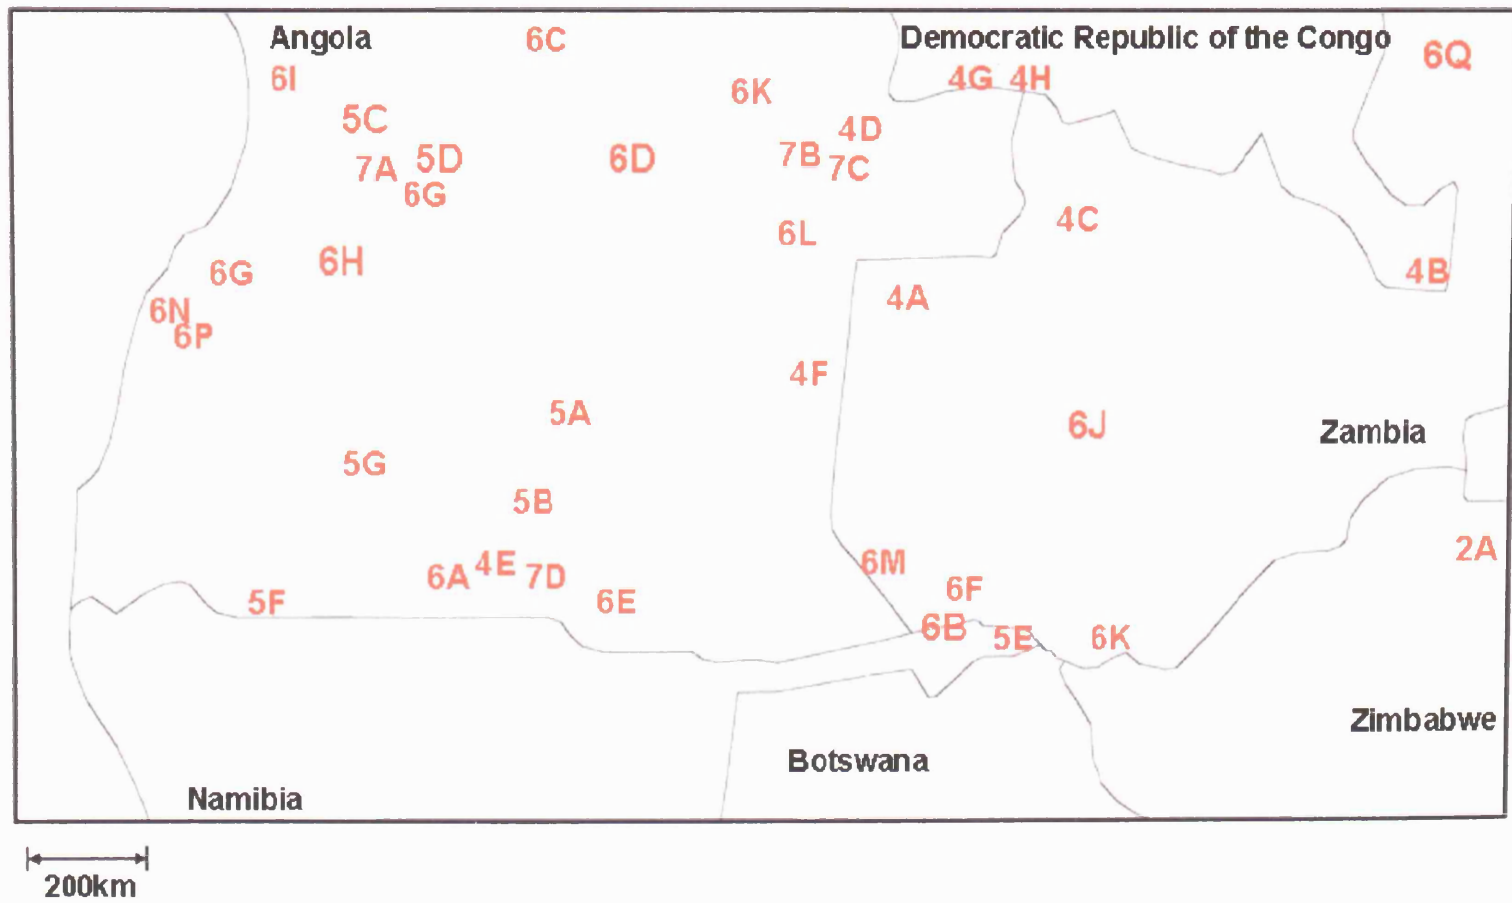 Angola
6C
Democratic Republic of the Congo
6Q
6I
6K
4G
4H
5C
4D
7A
5D
6D
7B
7C
6G
4C
6L
6G
6H
4B
6N
4A
6P
4F
5A
6J
Zambia
5G
5B
2A
6A
4E
7D
6M
6F
5F
6E
6B
5E
6K
Zimbabwe
Botswana
Namibia
200km